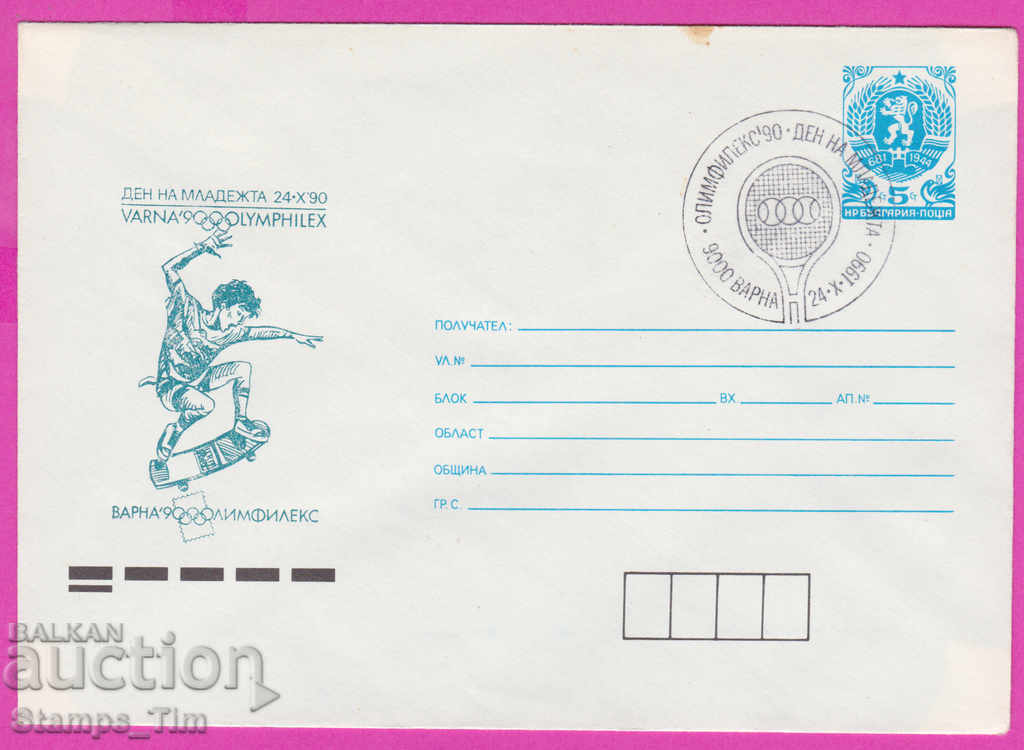 ДЕН НА МЛАДЕЖТА 24•X'90
VARNA'90 OLYMPHILEX
ВАРНА'90 ОЛИМФИЛЕКС
• ОЛИМФИЛЕКС'90 • ДЕН НА МЛАДЕЖТА •
9000 ВАРНА
24•X•1990
681 1944
5
НР БЪЛГАРИЯ•ПОЩА
ПОЛУЧАТЕЛ:
УЛ.№
БЛОК ВХ. АП.№
ОБЛАСТ
ОБЩИНА
ГР. С.
BALKAN
auction
Stamps_Tim